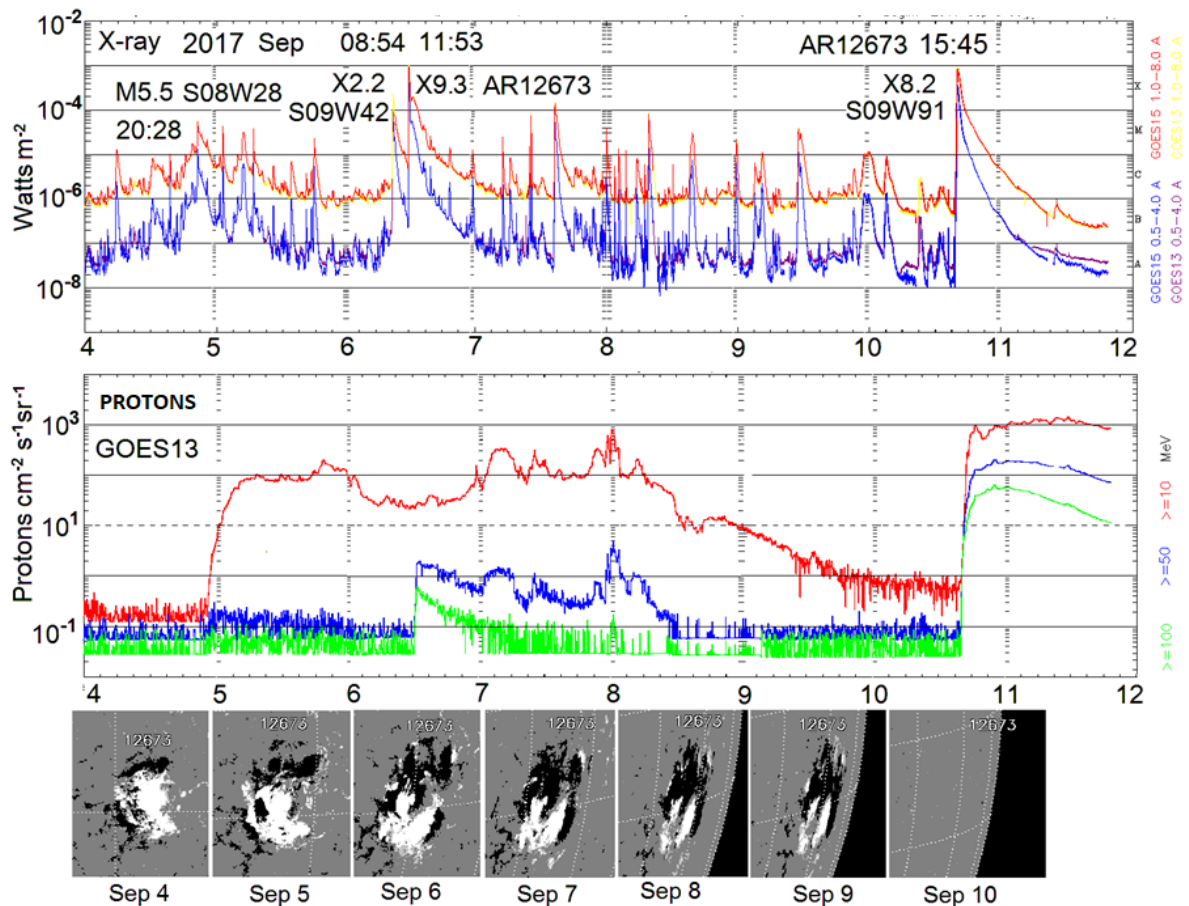 10-2
X-ray 2017 Sep 08:54 11:53 AR12673 15:45
X2.2 X9.3 AR12673 X8.2
10-4
M5.5 S08W28 S09W42 S09W91
20:28
Watts m-2
10-6
10-8
X
M
C
B
A
GOES15 1.0-8.0 A
GOES13 1.0-8.0 A
GOES15 0.5-4.0 A
GOES13 0.5-4.0 A
4 5 6 7 8 9 10 11 12
PROTONS
GOES13
Protons cm-2 s-1sr-1
103
101
10-1
MeV
>=10
>=50
>=100
4 5 6 7 8 9 10 11 12
12673 12673 12673 12673 12673 12673 12673
Sep 4 Sep 5 Sep 6 Sep 7 Sep 8 Sep 9 Sep 10